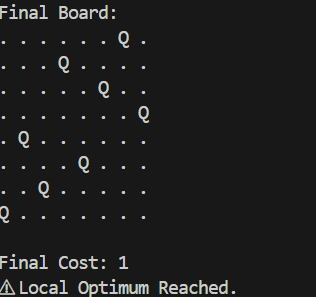 Final Board:
. . . . . . Q .
. . . Q . . . .
. . . . . Q . .
. . . . . . . Q
. Q . . . . . .
. . . . Q . . .
. . Q . . . . .
Q . . . . . . .
Final Cost: 1
⚠Local Optimum Reached.